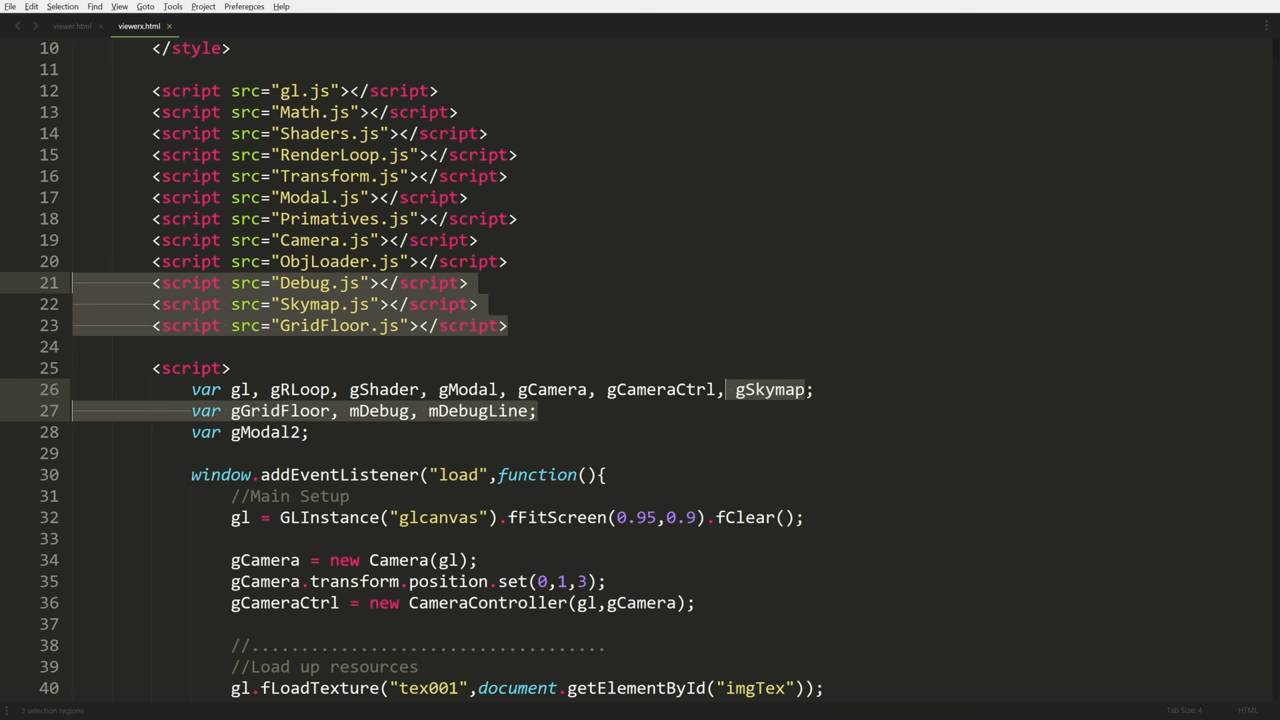 File Edit Selection Find View Goto Tools Project Preferences Help
viewer.html × viewerx.html ×
10 </style>
11
12 <script src="gl.js"></script>
13 <script src="Math.js"></script>
14 <script src="Shaders.js"></script>
15 <script src="RenderLoop.js"></script>
16 <script src="Transform.js"></script>
17 <script src="Modal.js"></script>
18 <script src="Primatives.js"></script>
19 <script src="Camera.js"></script>
20 <script src="ObjLoader.js"></script>
21 <script src="Debug.js"></script>
22 <script src="Skymap.js"></script>
23 <script src="GridFloor.js"></script>
24
25 <script>
26 var gl, gRLoop, gShader, gModal, gCamera, gCameraCtrl, gSkymap;
27 var gGridFloor, mDebug, mDebugLine;
28 var gModal2;
29
30 window.addEventListener("load",function(){
31 //Main Setup
32 gl = GLInstance("glcanvas").fFitScreen(0.95,0.9).fClear();
33
34 gCamera = new Camera(gl);
35 gCamera.transform.position.set(0,1,3);
36 gCameraCtrl = new CameraController(gl,gCamera);
37
38 //....................................
39 //Load up resources
40 gl.fLoadTexture("tex001",document.getElementById("imgTex"));
3 selection regions Tab Size: 4 HTML